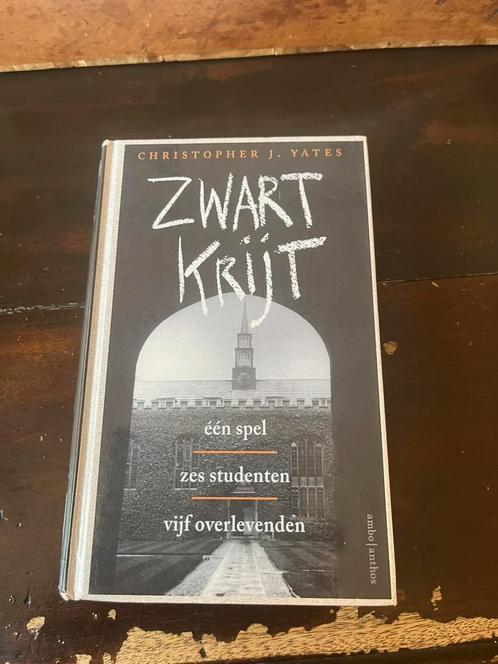 CHRISTOPHER J. YATES
ZWART
KRIJT
één spel
zes studenten
vijf overlevenden
ambo|anthos